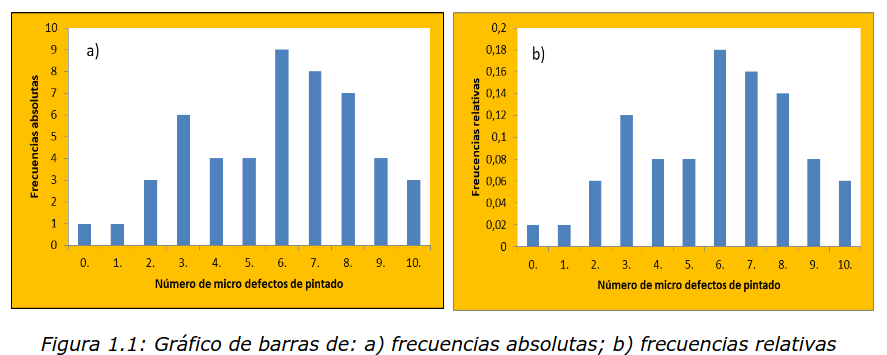 a)
Frecuencias absolutas
10
9
8
7
6
5
4
3
2
1
0
0. 1. 2. 3. 4. 5. 6. 7. 8. 9. 10.
Número de micro defectos de pintado
b)
Freucencias relativas
0,2
0,18
0,16
0,14
0,12
0,1
0,08
0,06
0,04
0,02
0
0. 1. 2. 3. 4. 5. 6. 7. 8. 9. 10.
Número de micro defectos de pintado
Figura 1.1: Gráfico de barras de: a) frecuencias absolutas; b) frecuencias relativas